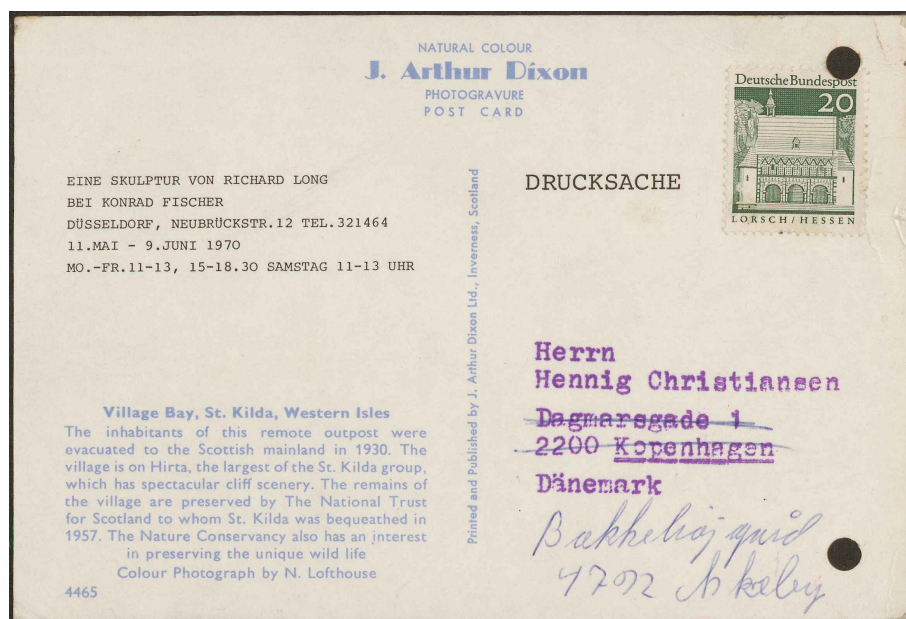 NATURAL COLOUR
J. Arthur Dixon
PHOTOGRAVURE
POST CARD
Deutsche Bundespost
20
LORSCH / HESSEN
EINE SKULPTUR VON RICHARD LONG
BEI KONRAD FISCHER
DÜSSELDORF, NEUBRÜCKSTR.12 TEL.321464
11.MAI - 9.JUNI 1970
MO.-FR.11-13, 15-18.30 SAMSTAG 11-13 UHR
DRUCKSACHE
Printed and Published by J. Arthur Dixon Ltd., Inverness, Scotland
Herrn
Hennig Christiansen
Dagmarsgade 1
2200 Kopenhagen
Dänemark
Village Bay, St. Kilda, Western Isles
The inhabitants of this remote outpost were
evacuated to the Scottish mainland in 1930. The
village is on Hirta, the largest of the St. Kilda group,
which has spectacular cliff scenery. The remains of
the village are preserved by The National Trust
for Scotland to whom St. Kilda was bequeathed in
1957. The Nature Conservancy also has an interest
in preserving the unique wild life
Colour Photograph by N. Lofthouse
4465